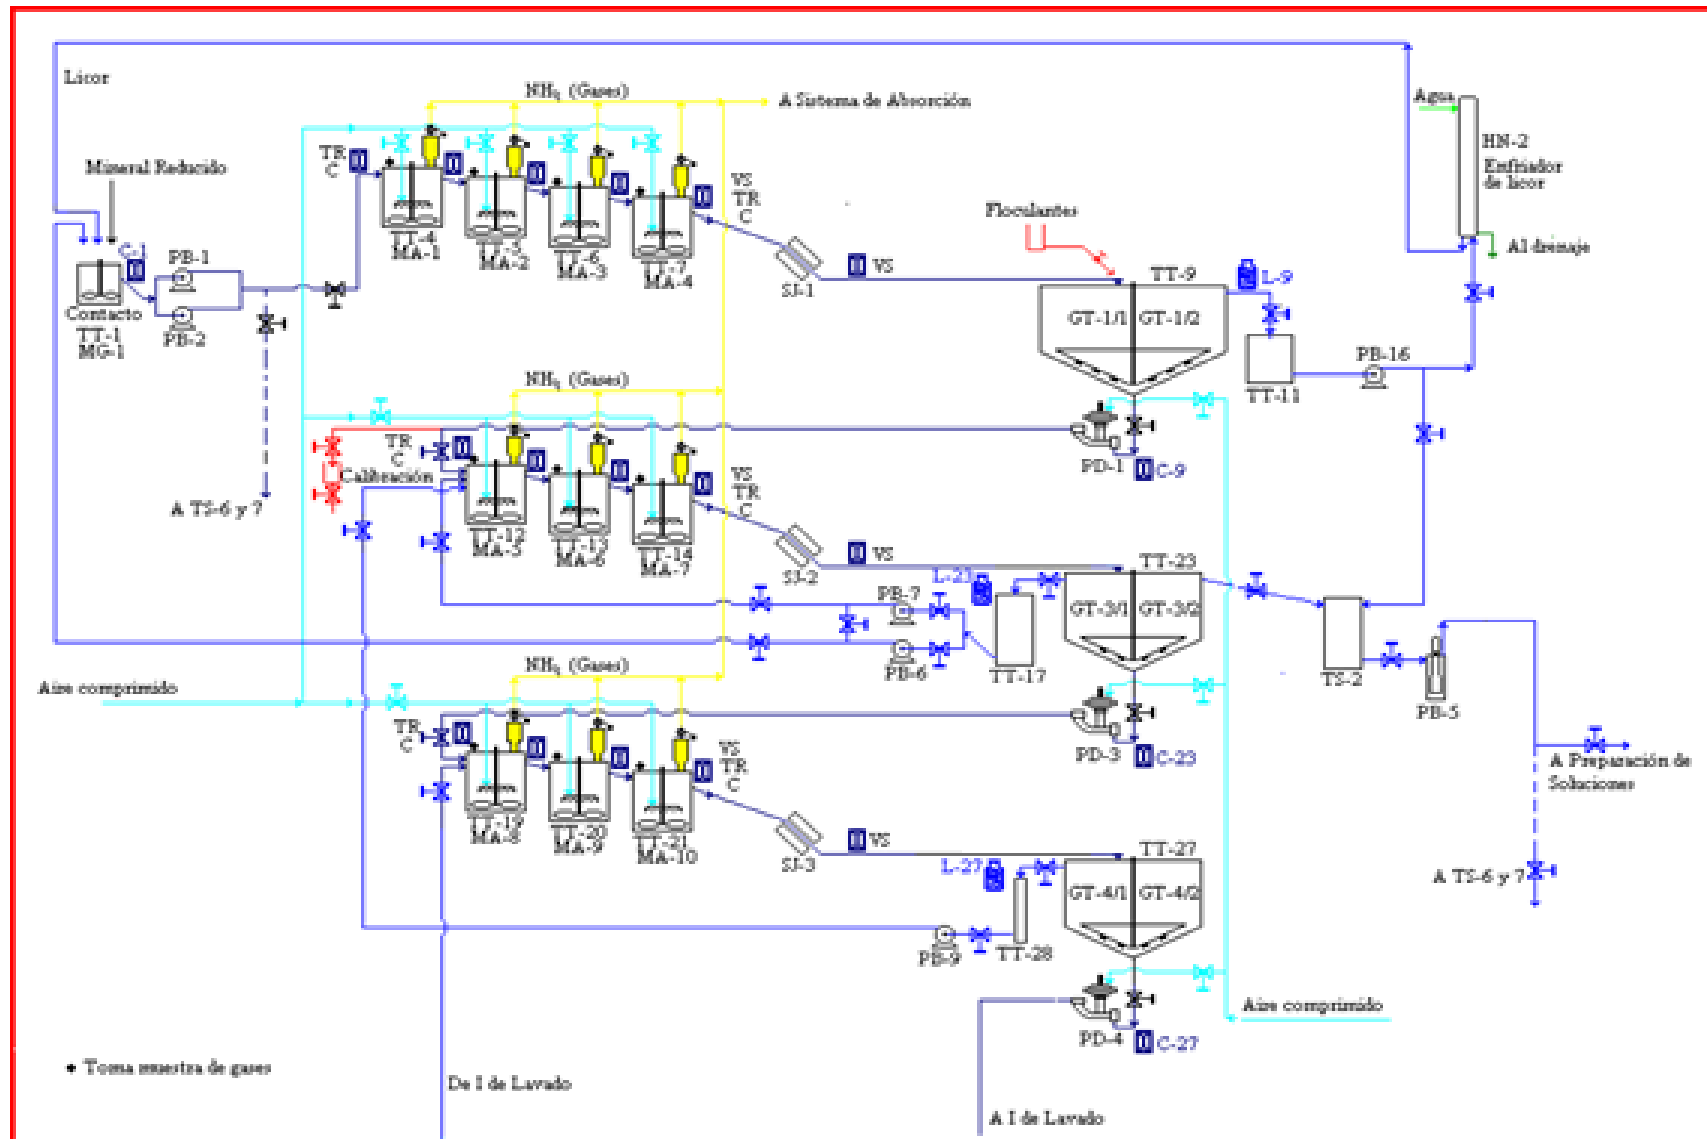 Licor
NH₃ (Gases)
A Sistema de Absorción
Agua
HN-2
Enfriador
de licor
Al drenaje
Mineral Reducido
TR
C
VS
TR
C
TT-4
MA-1
TT-5
MA-2
TT-6
MA-3
TT-7
MA-4
C-1
PB-1
PB-2
Contacto
TT-1
MG-1
SJ-1
VS
Floculantes
TT-9
GT-1/1
GT-1/2
L-9
TT-11
PB-16
A TS-6 y 7
NH₃ (Gases)
TR
C
Calibración
VS
TR
C
PD-1
C-9
TT-12
MA-5
TT-13
MA-6
TT-14
MA-7
SJ-2
VS
L-23
TT-23
GT-3/1
GT-3/2
PB-7
PB-6
TT-17
TS-2
PB-5
NH₃ (Gases)
Aire comprimido
TR
C
VS
TR
C
PD-3
C-23
A Preparación de
Soluciones
TT-19
MA-8
TT-20
MA-9
TT-21
MA-10
SJ-3
VS
L-27
TT-27
GT-4/1
GT-4/2
A TS-6 y 7
PB-9
TT-28
Aire comprimido
PD-4
C-27
• Toma muestra de gases
De I de Lavado
A I de Lavado